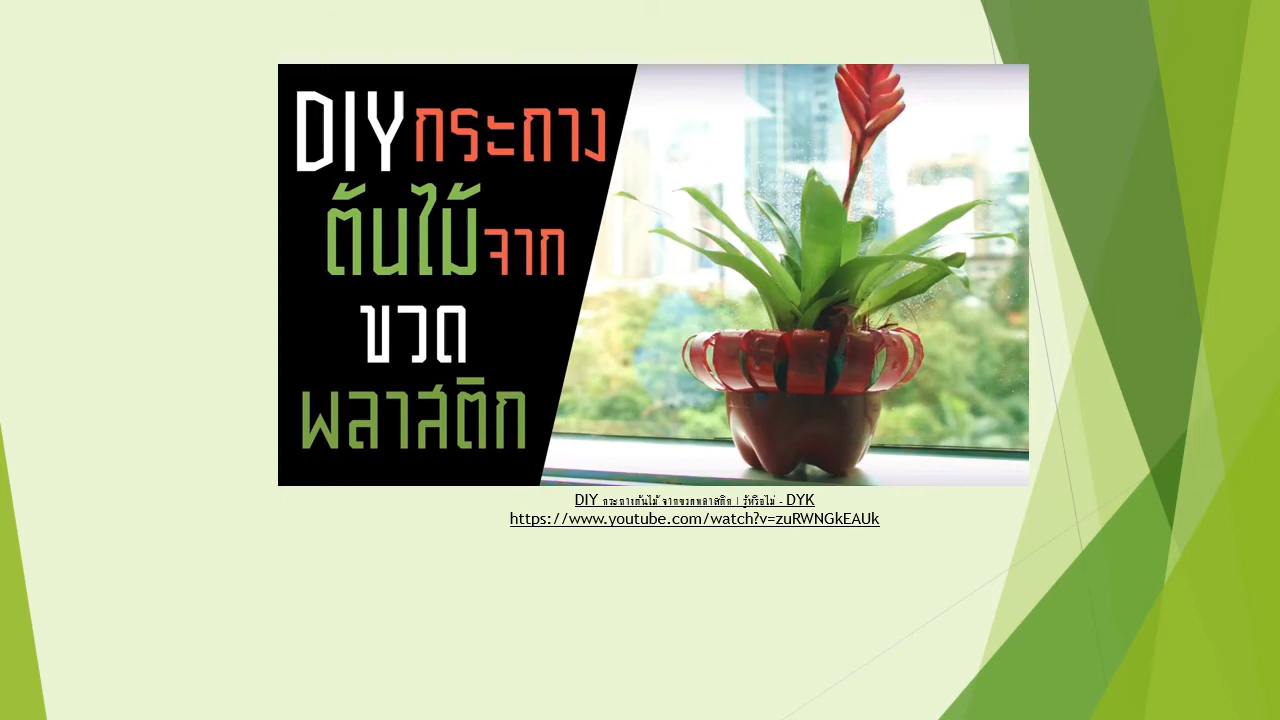 DIYกระถาง
ต้นไม้จาก
ขวด
พลาสติก
DIY กระถางต้นไม้ จากขวดพลาสติก | รู้หรือไม่ - DYK
https://www.youtube.com/watch?v=zuRWNGkEAUk